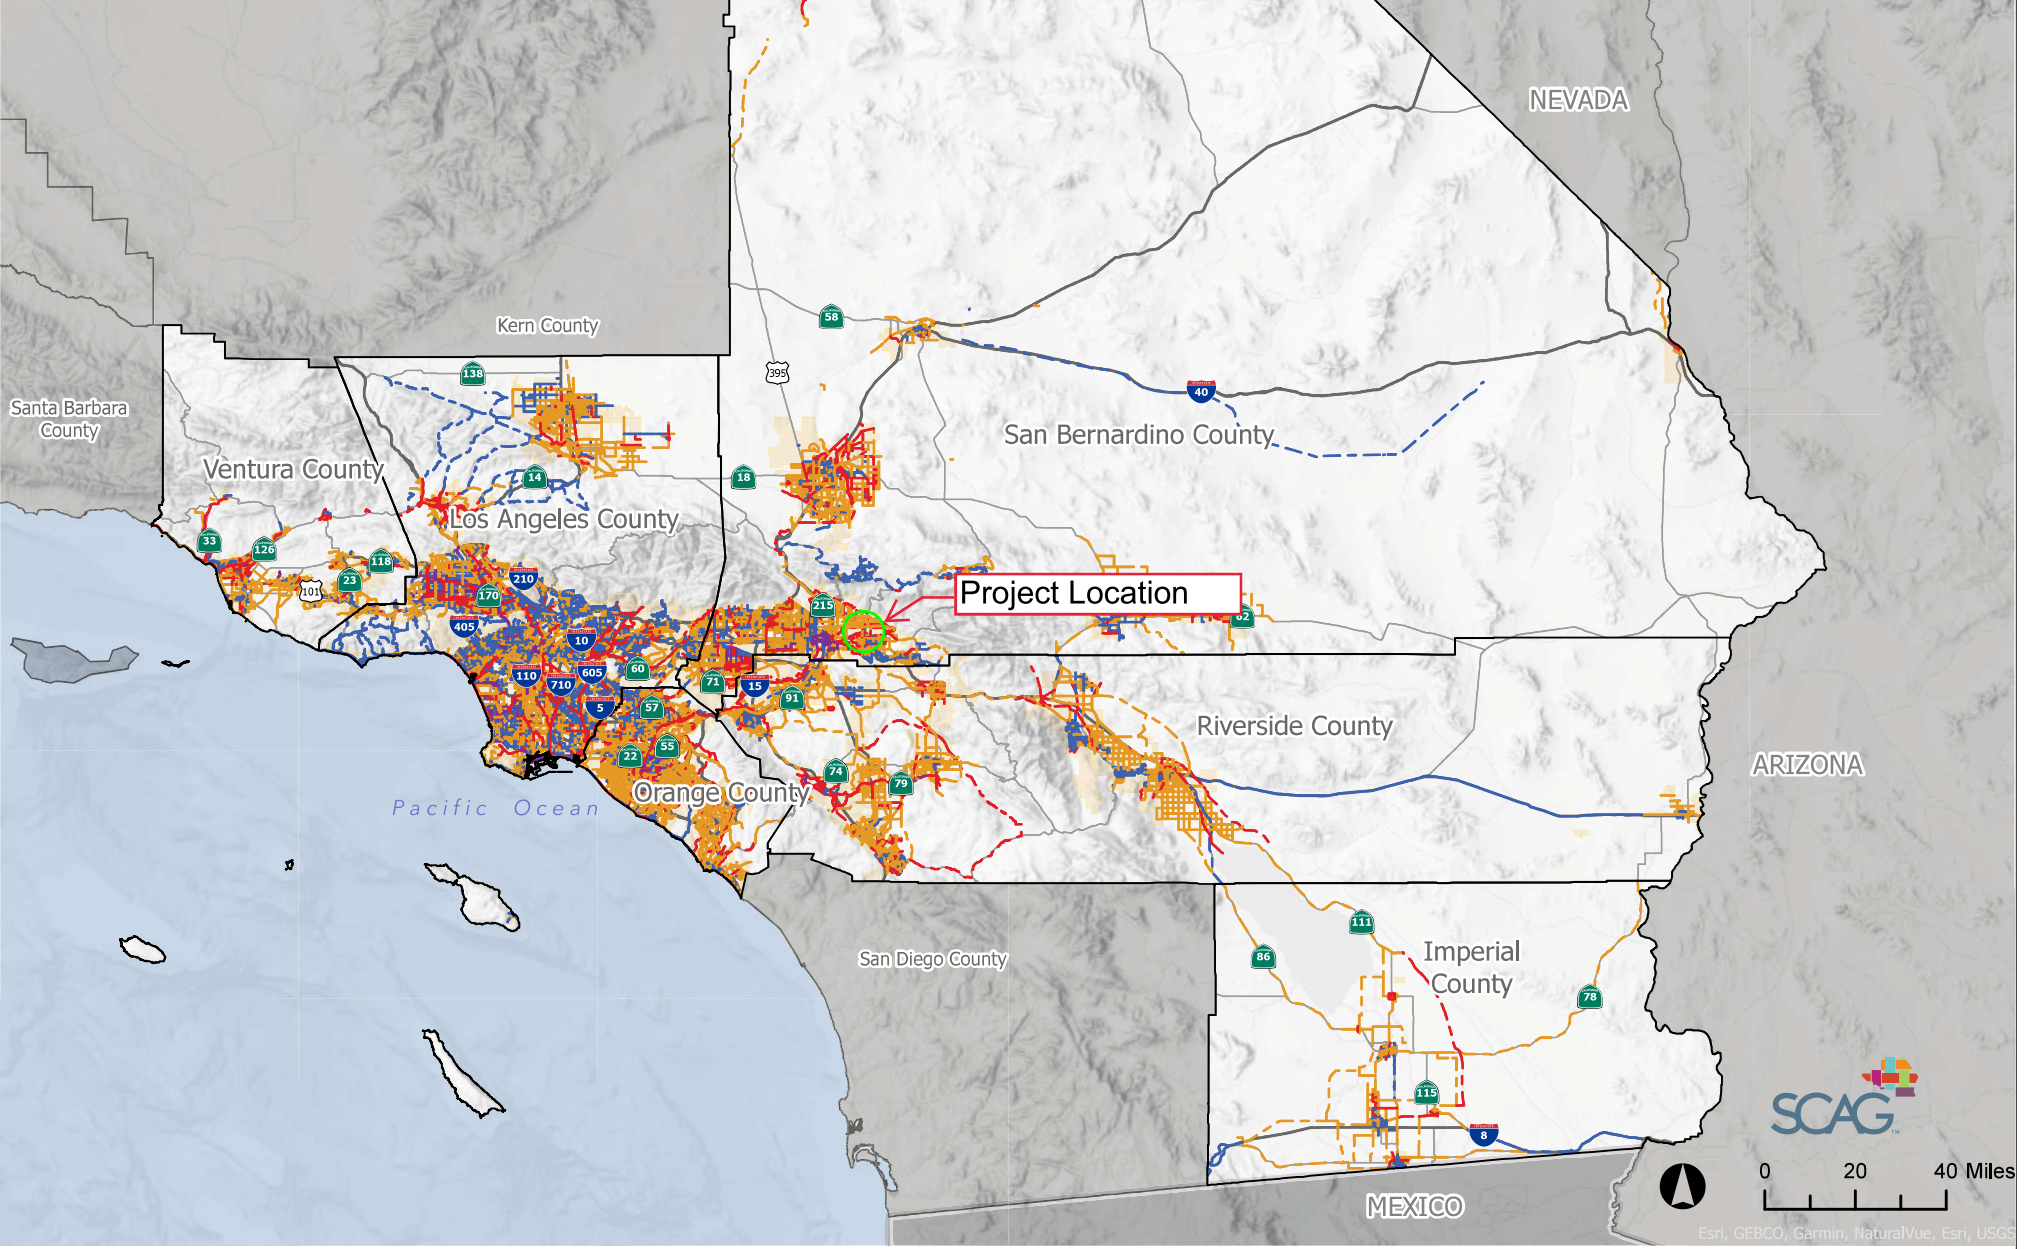 NEVADA
58
Kern County
395
138
40
Santa Barbara
County
San Bernardino County
Ventura County
14
18
Los Angeles County
33
126
118
23
101
210
170
215
Project Location
62
405
10
60
605
110
710
71
15
91
5
57
Riverside County
55
22
ARIZONA
74
79
Orange County
Pacific Ocean
111
86
Imperial
County
San Diego County
78
115
SCAG
TM
8
0 20 40 Miles
MEXICO
Esri, GEBCO, Garmin, NaturalVue, Esri, USGS